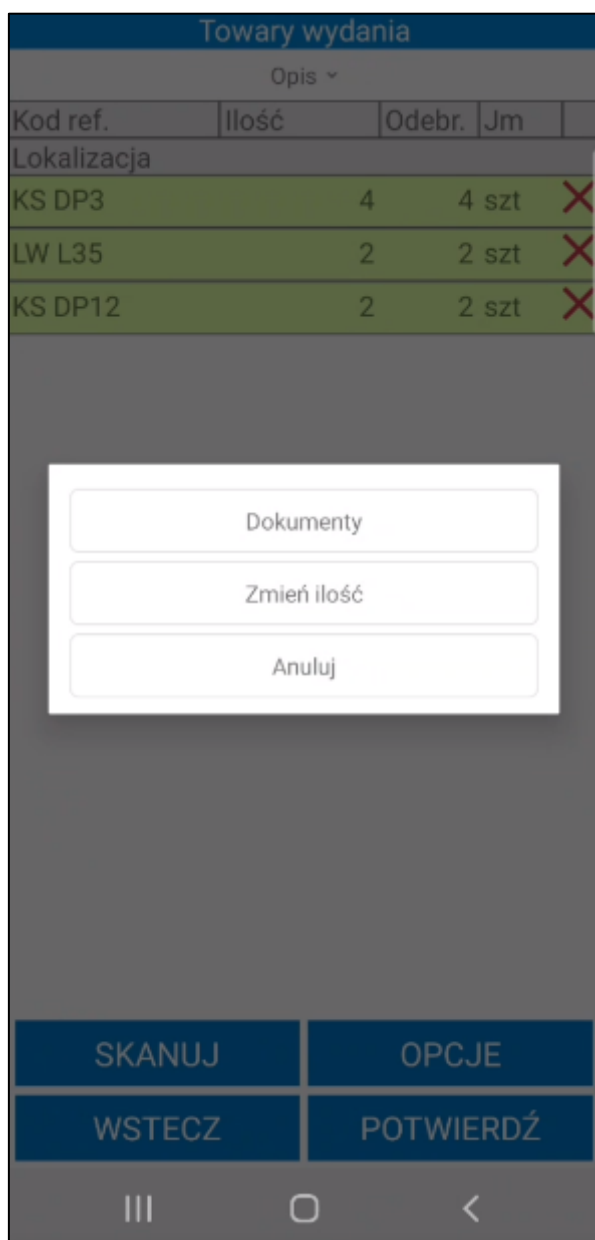 Towary wydania
Opis
Kod ref. Ilość Odebr. Jm
Lokalizacja
KS DP3 4 4 szt
LW L35 2 2 szt
KS DP12 2 2 szt
Dokumenty
Zmień ilość
Anuluj
SKANUJ OPCJE
WSTECZ POTWIERDŹ